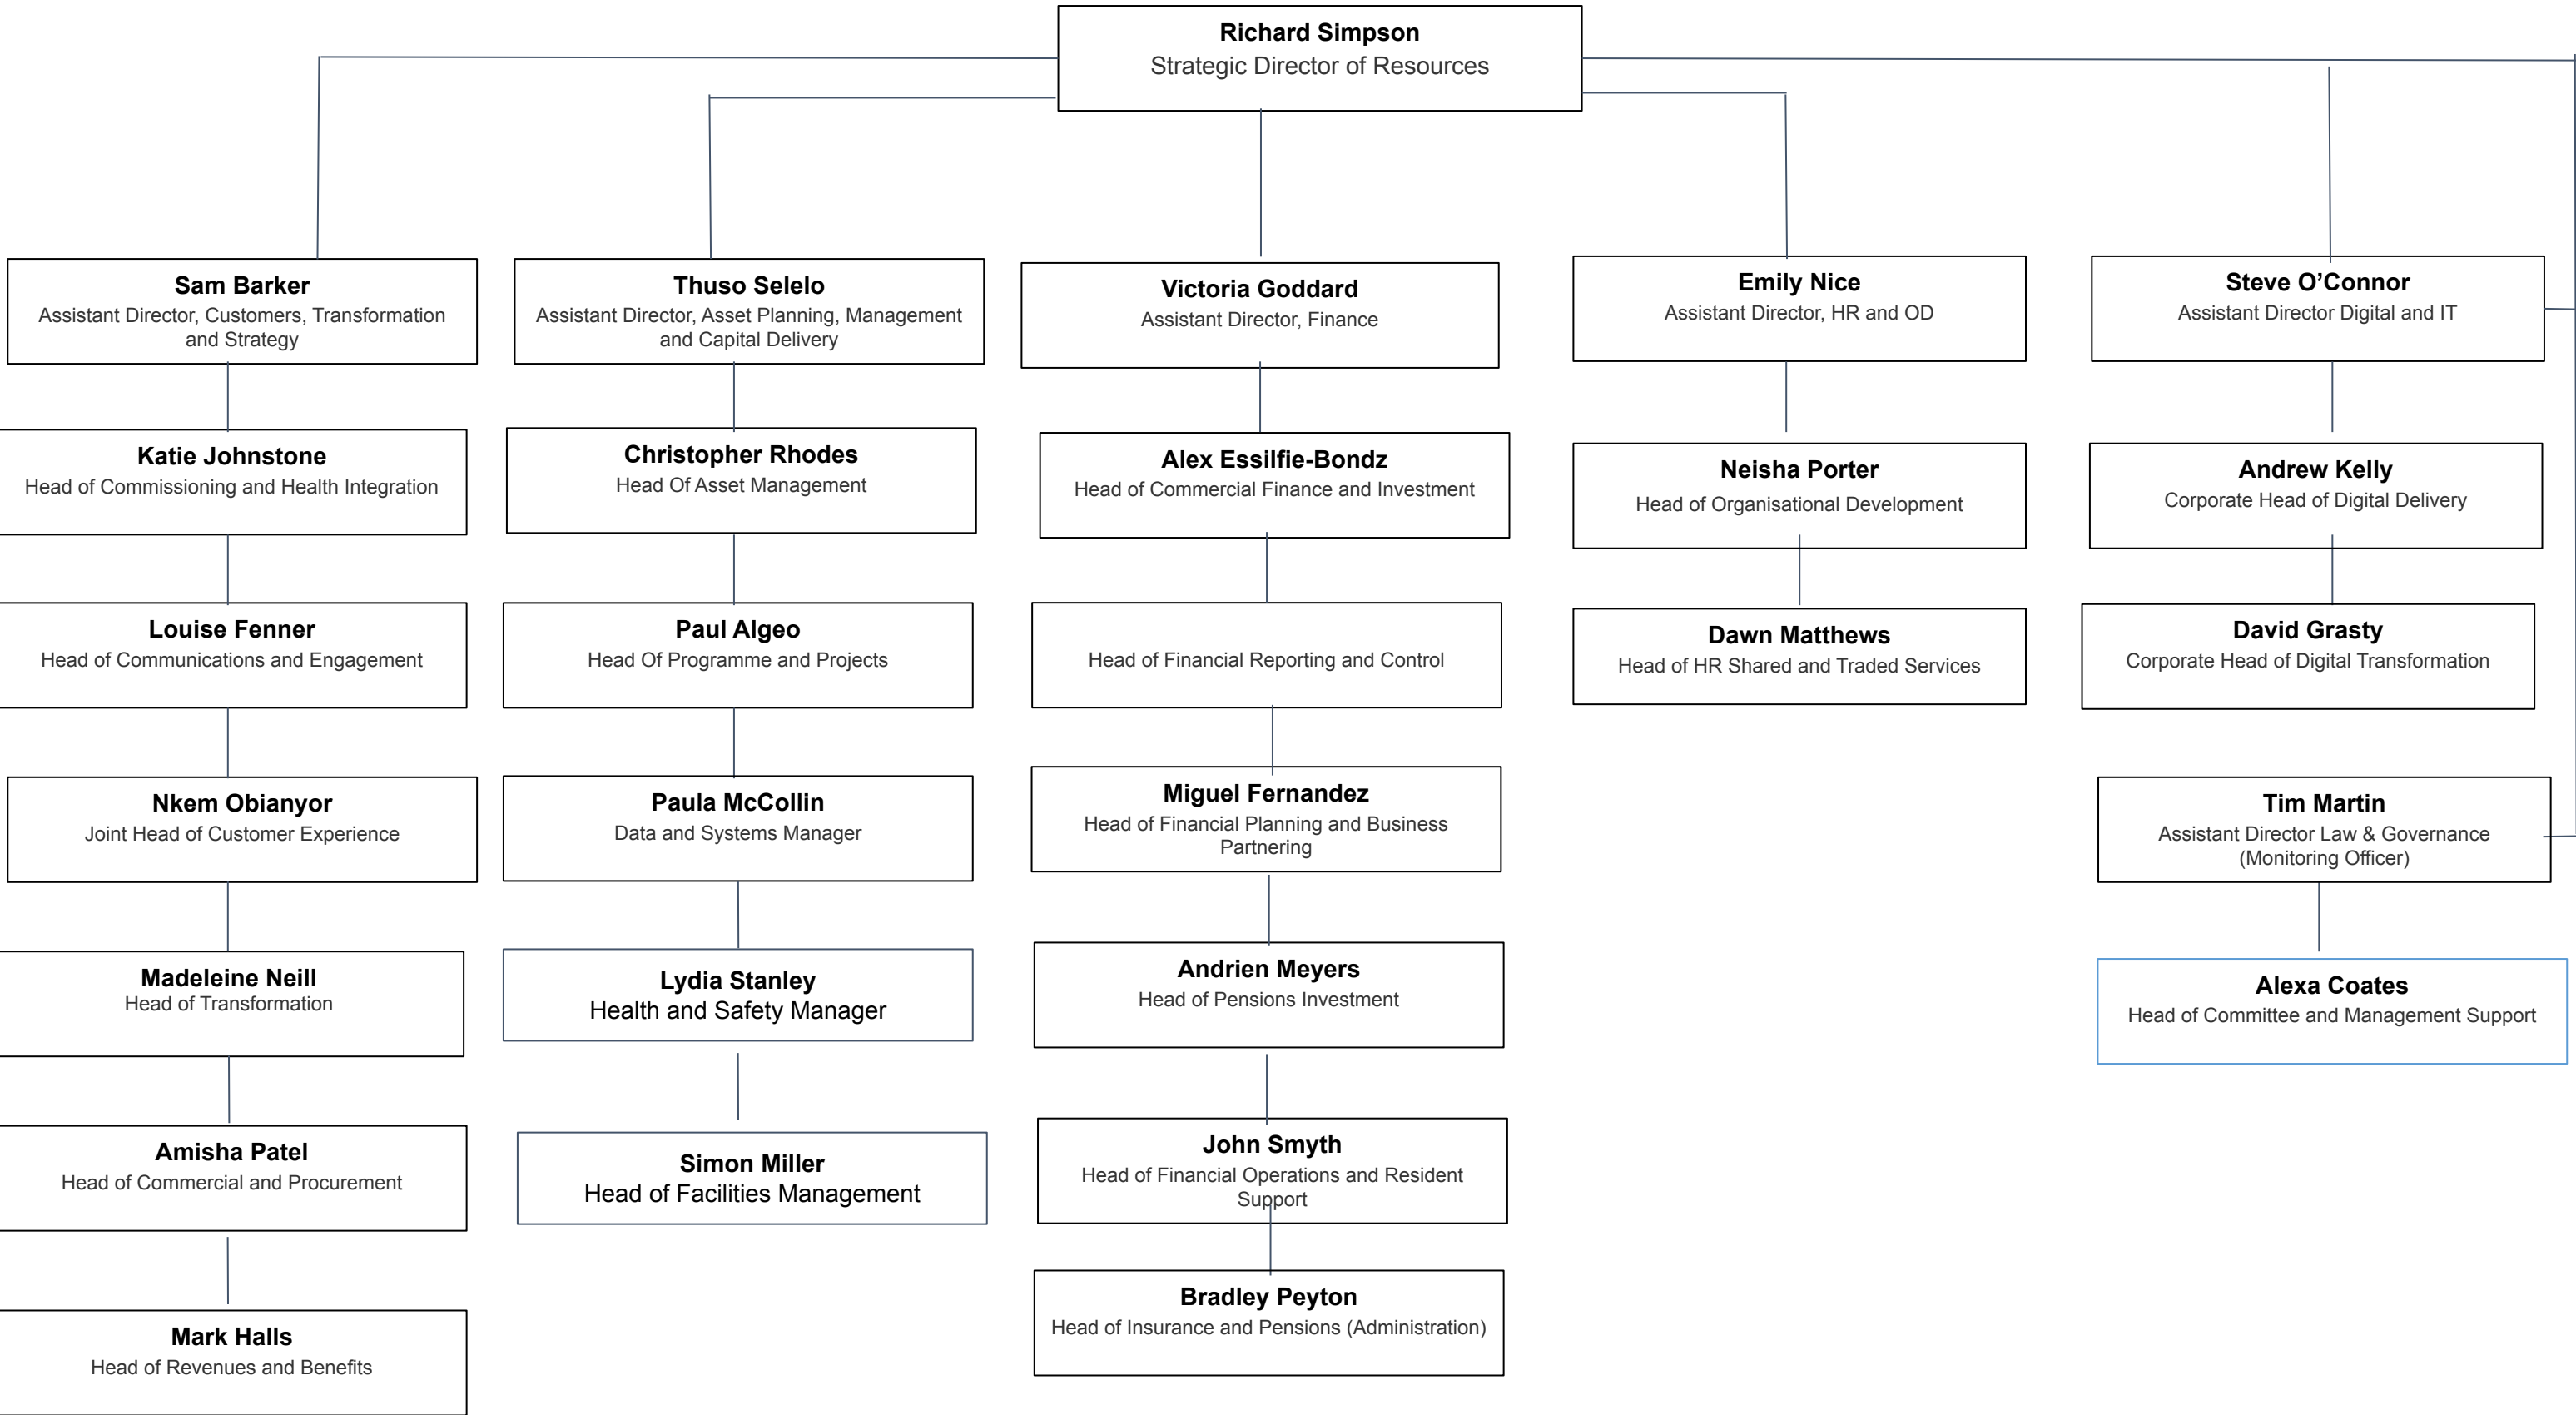 Richard Simpson
Strategic Director of Resources
Sam Barker
Assistant Director, Customers, Transformation
and Strategy
Katie Johnstone
Head of Commissioning and Health Integration
Louise Fenner
Head of Communications and Engagement
Nkem Obianyor
Joint Head of Customer Experience
Madeleine Neill
Head of Transformation
Amisha Patel
Head of Commercial and Procurement
Mark Halls
Head of Revenues and Benefits
Thuso Selelo
Assistant Director, Asset Planning, Management
and Capital Delivery
Christopher Rhodes
Head Of Asset Management
Paul Algeo
Head Of Programme and Projects
Paula McCollin
Data and Systems Manager
Lydia Stanley
Health and Safety Manager
Simon Miller
Head of Facilities Management
Victoria Goddard
Assistant Director, Finance
Alex Essilfie-Bondz
Head of Commercial Finance and Investment
Head of Financial Reporting and Control
Miguel Fernandez
Head of Financial Planning and Business
Partnering
Andrien Meyers
Head of Pensions Investment
John Smyth
Head of Financial Operations and Resident
Support
Bradley Peyton
Head of Insurance and Pensions (Administration)
Emily Nice
Assistant Director, HR and OD
Neisha Porter
Head of Organisational Development
Dawn Matthews
Head of HR Shared and Traded Services
Steve O’Connor
Assistant Director Digital and IT
Andrew Kelly
Corporate Head of Digital Delivery
David Grasty
Corporate Head of Digital Transformation
Tim Martin
Assistant Director Law & Governance
(Monitoring Officer)
Alexa Coates
Head of Committee and Management Support